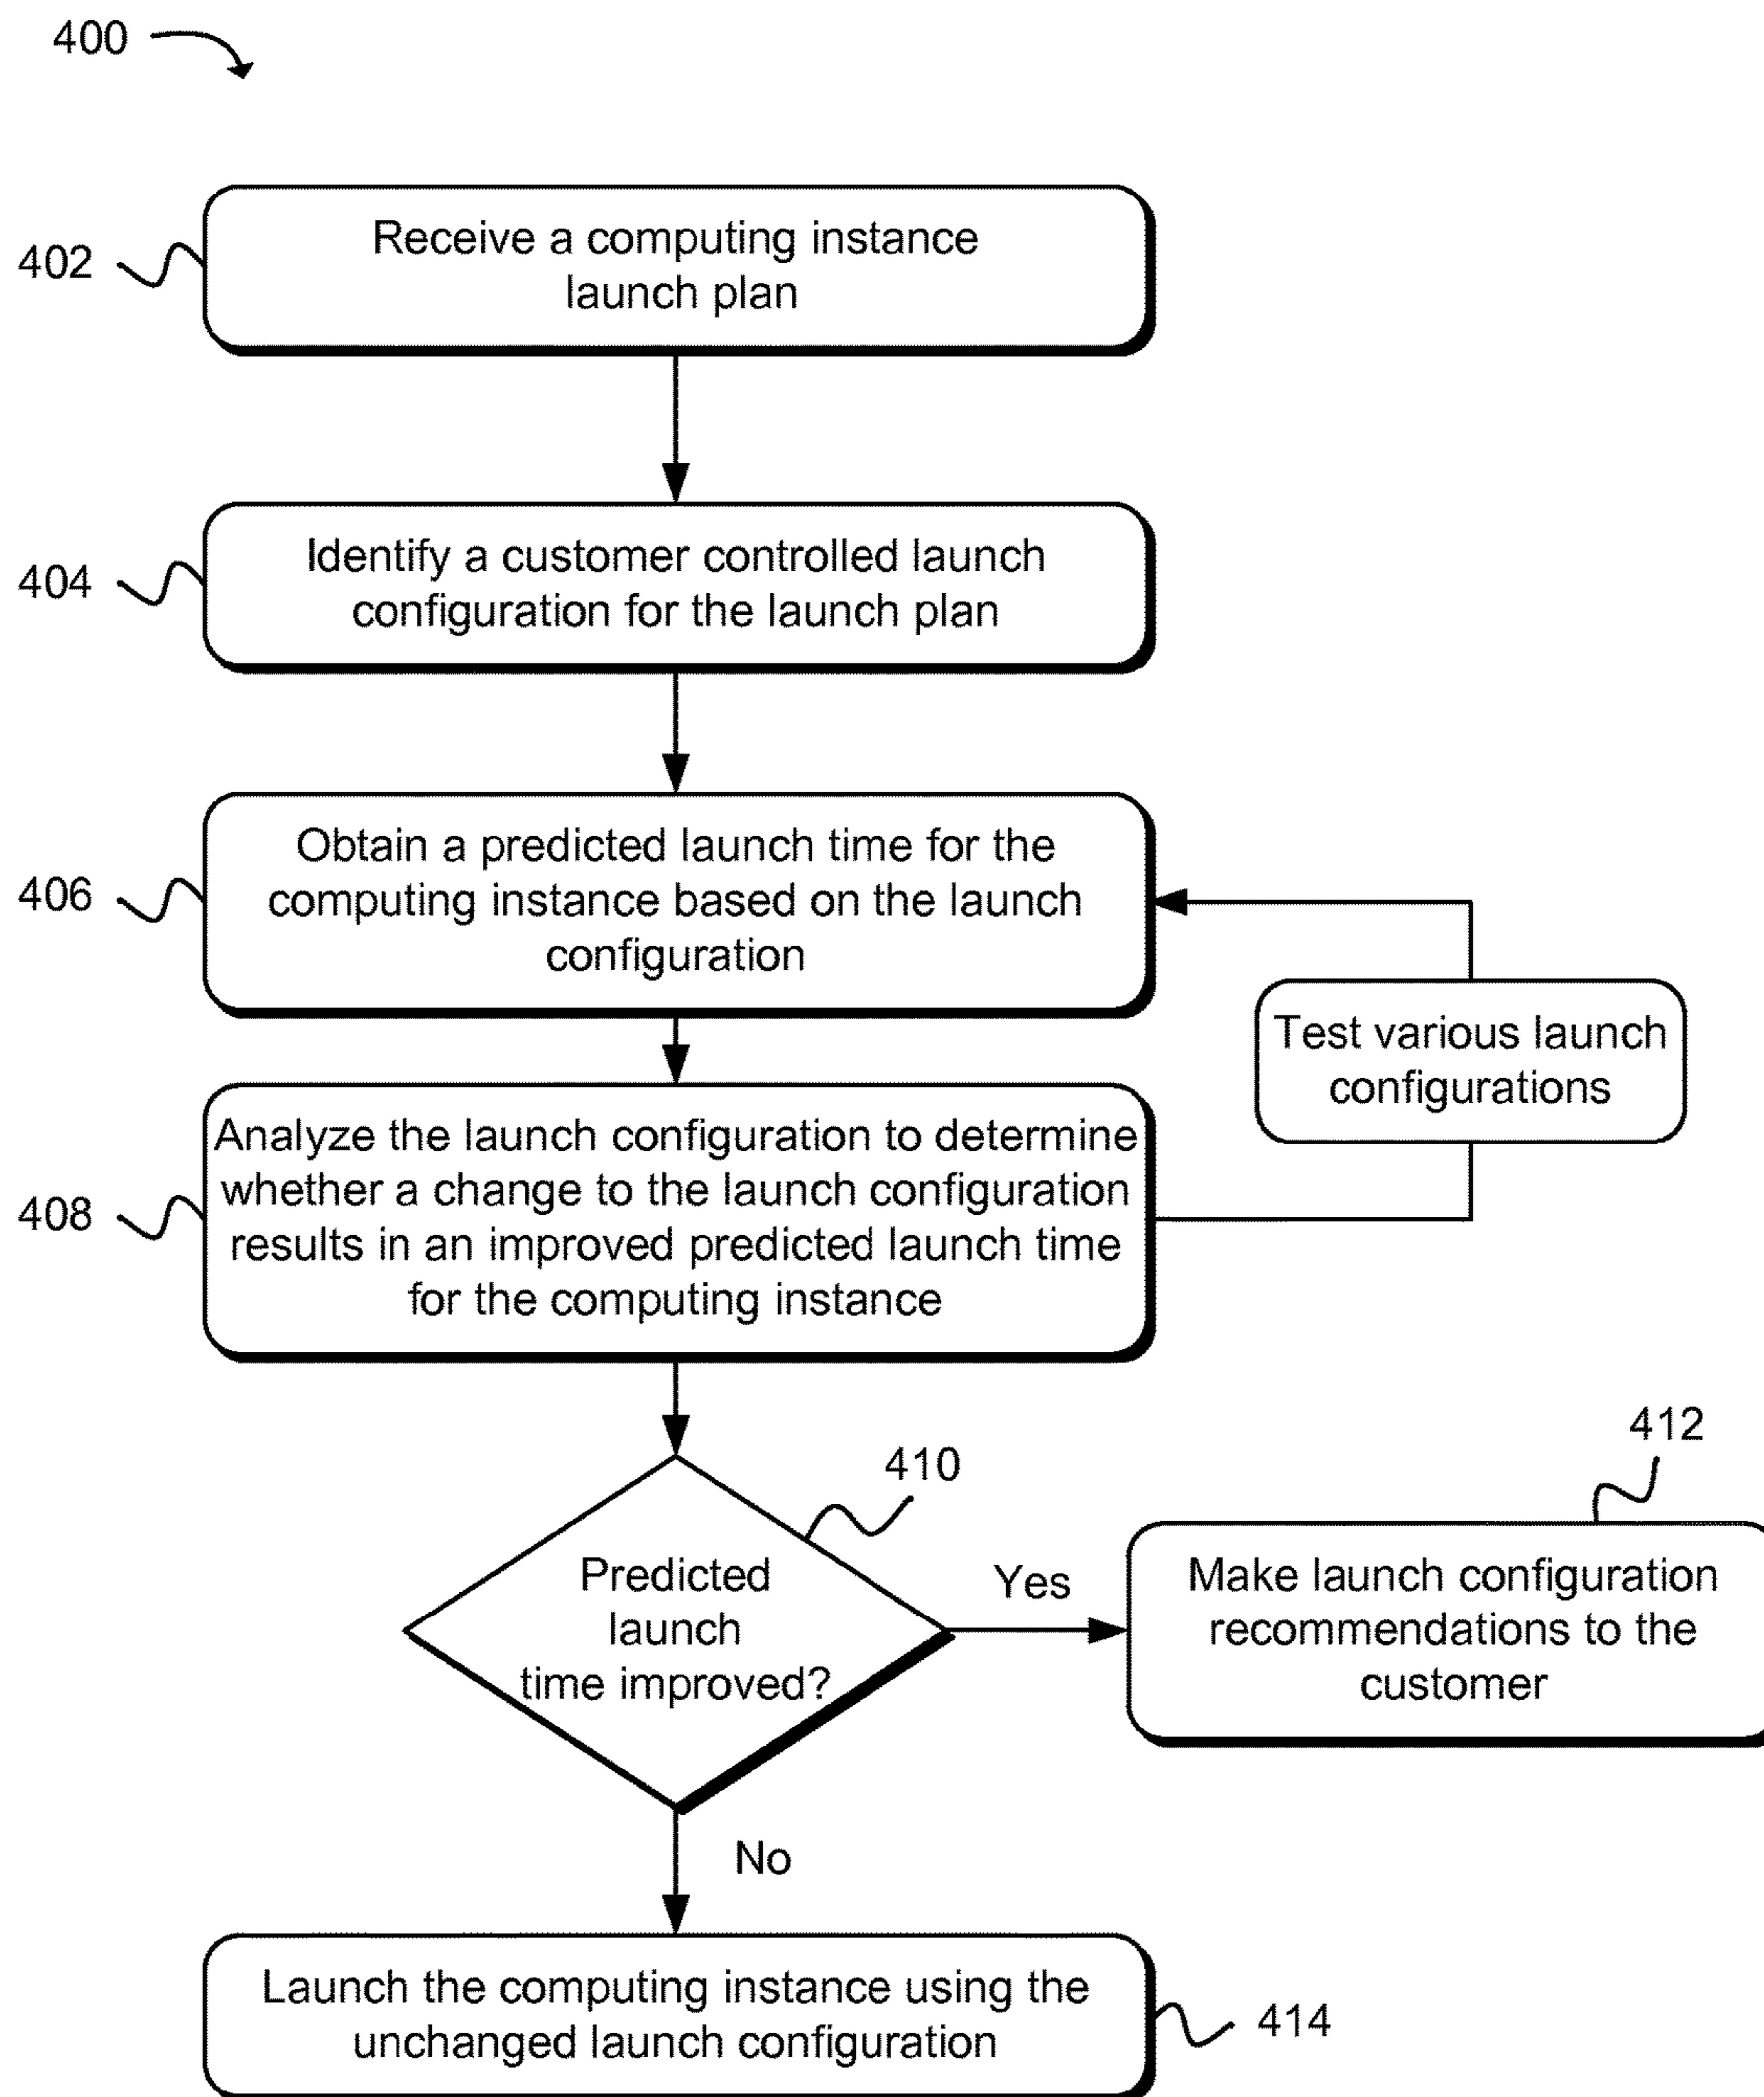 400
402
Receive a computing instance
launch plan
404
Identify a customer controlled launch
configuration for the launch plan
406
Obtain a predicted launch time for the
computing instance based on the launch
configuration
Test various launch
configurations
408
Analyze the launch configuration to determine
whether a change to the launch configuration
results in an improved predicted launch time
for the computing instance
410
Predicted
launch
time improved?
Yes
412
Make launch configuration
recommendations to the
customer
No
Launch the computing instance using the
unchanged launch configuration
414